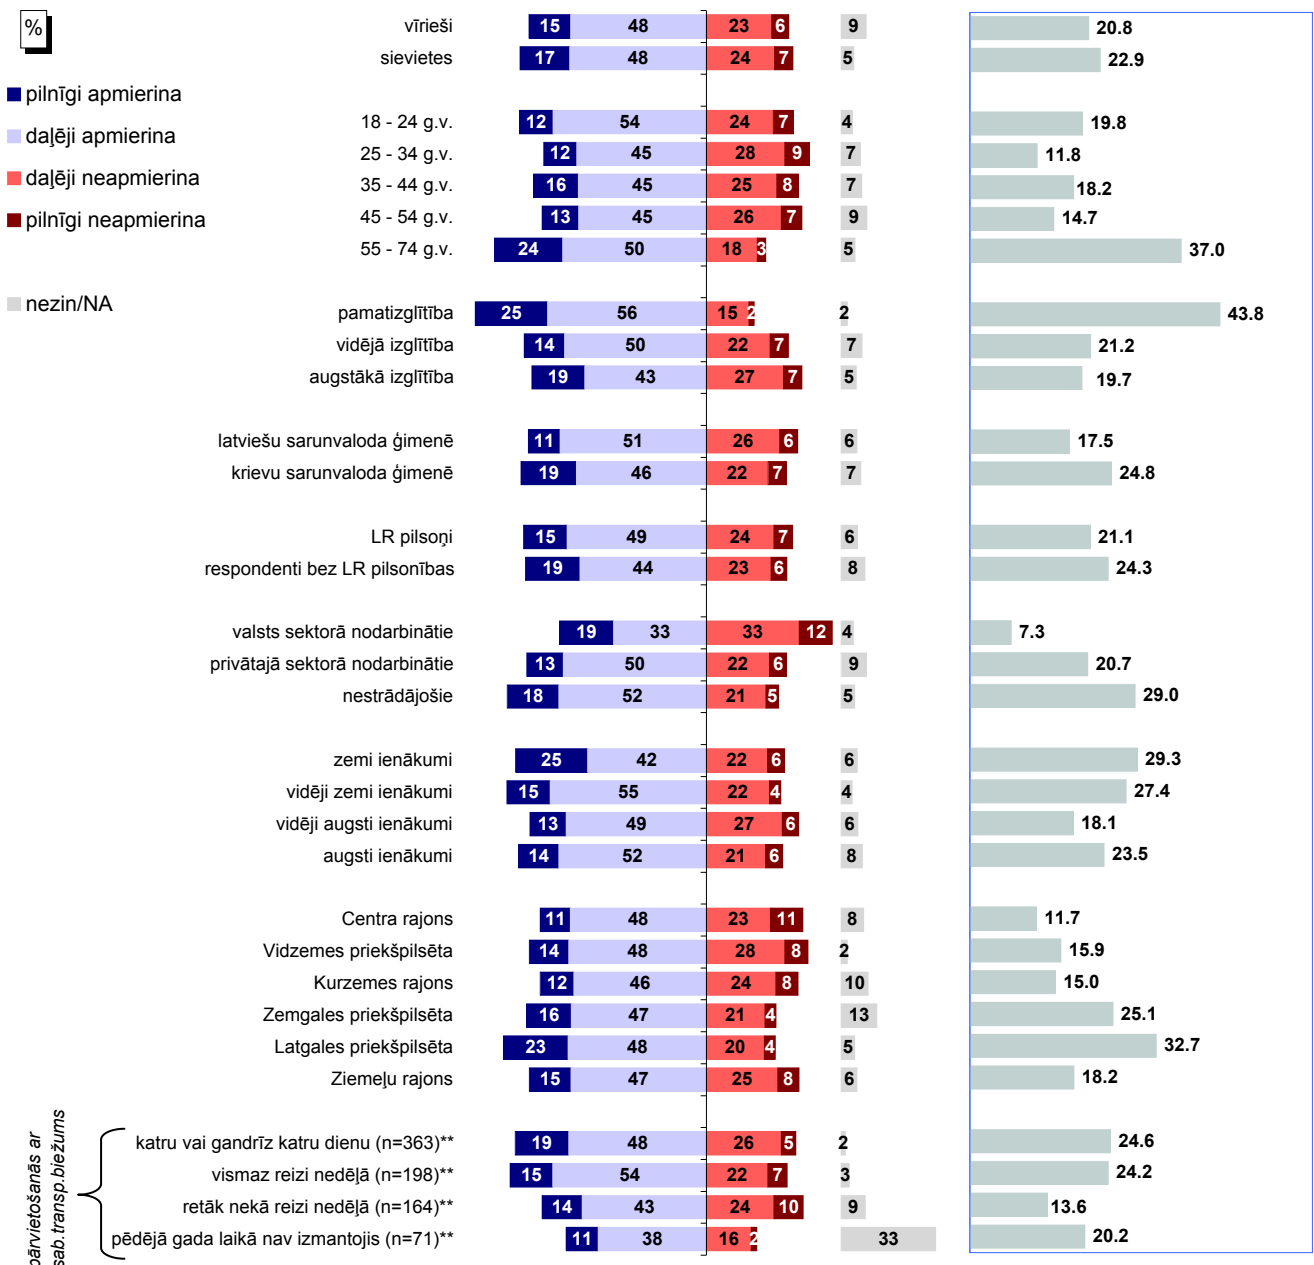 %
pilnīgi apmierina
daļēji apmierina
daļēji neapmierina
pilnīgi neapmierina
nezin/NA
vīrieši 15 48 23 6 9 20.8
sievietes 17 48 24 7 5 22.9
18 - 24 g.v. 12 54 24 7 4 19.8
25 - 34 g.v. 12 45 28 9 7 11.8
35 - 44 g.v. 16 45 25 8 7 18.2
45 - 54 g.v. 13 45 26 7 9 14.7
55 - 74 g.v. 24 50 18 3 5 37.0
pamatizglītība 25 56 15 2 2 43.8
vidējā izglītība 14 50 22 7 7 21.2
augstākā izglītība 19 43 27 7 5 19.7
latviešu sarunvaloda ģimenē 11 51 26 6 6 17.5
krievu sarunvaloda ģimenē 19 46 22 7 7 24.8
LR pilsoņi 15 49 24 7 6 21.1
respondenti bez LR pilsonības 19 44 23 6 8 24.3
valsts sektorā nodarbinātie 19 33 33 12 4 7.3
privātajā sektorā nodarbinātie 13 50 22 6 9 20.7
nestrādājošie 18 52 21 5 5 29.0
zemi ienākumi 25 42 22 6 6 29.3
vidēji zemi ienākumi 15 55 22 4 4 27.4
vidēji augsti ienākumi 13 49 27 6 6 18.1
augsti ienākumi 14 52 21 6 8 23.5
Centra rajons 11 48 23 11 8 11.7
Vidzemes priekšpilsēta 14 48 28 8 2 15.9
Kurzemes rajons 12 46 24 8 10 15.0
Zemgales priekšpilsēta 16 47 21 4 13 25.1
Latgales priekšpilsēta 23 48 20 4 5 32.7
Ziemeļu rajons 15 47 25 8 6 18.2
pārvietošanās ar
sab.transp.biežums
katru vai gandrīz katru dienu (n=363)** 19 48 26 5 2 24.6
vismaz reizi nedēļā (n=198)** 15 54 22 7 3 24.2
retāk nekā reizi nedēļā (n=164)** 14 43 24 10 9 13.6
pēdējā gada laikā nav izmantojis (n=71)** 11 38 16 2 33 20.2